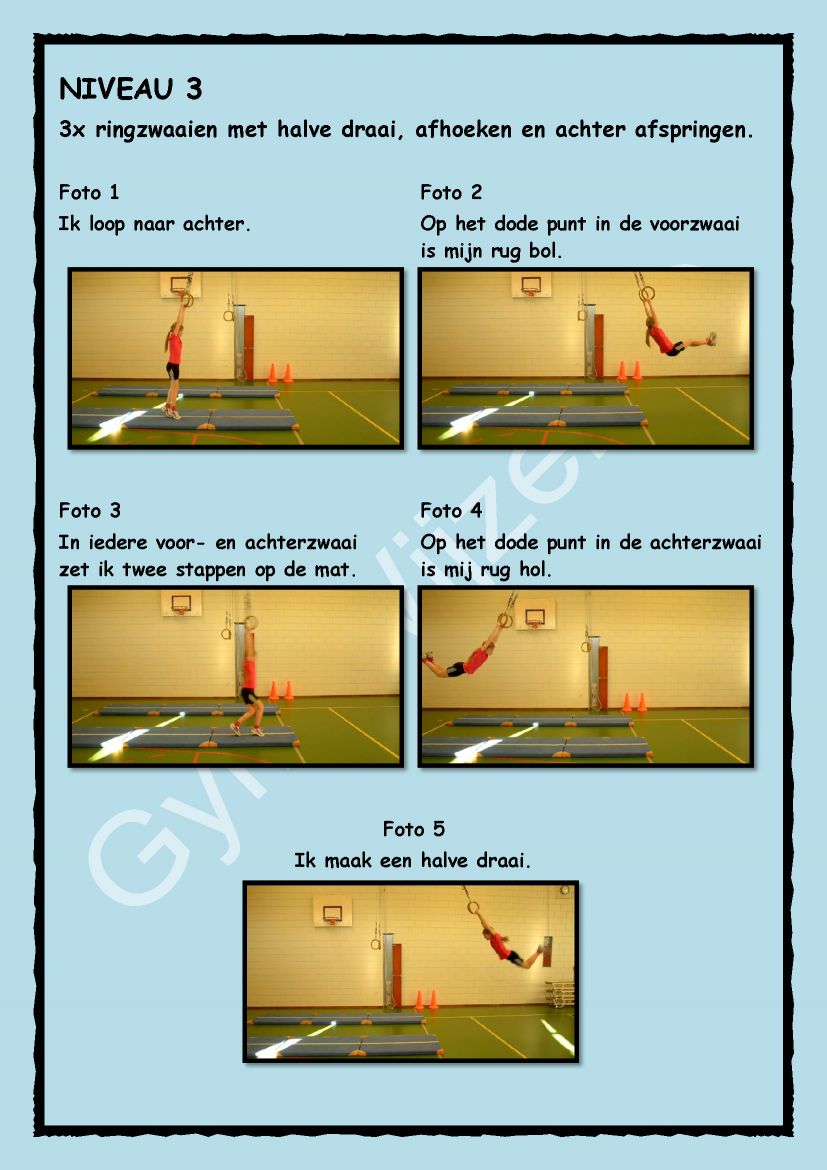 NIVEAU 3
3x ringzwaaien met halve draai, afhoeken en achter afspringen.
Foto 1
Ik loop naar achter.
Foto 2
Op het dode punt in de voorzwaai
is mijn rug bol.
Foto 3
In iedere voor- en achterzwaai
zet ik twee stappen op de mat.
Foto 4
Op het dode punt in de achterzwaai
is mij rug hol.
Foto 5
Ik maak een halve draai.